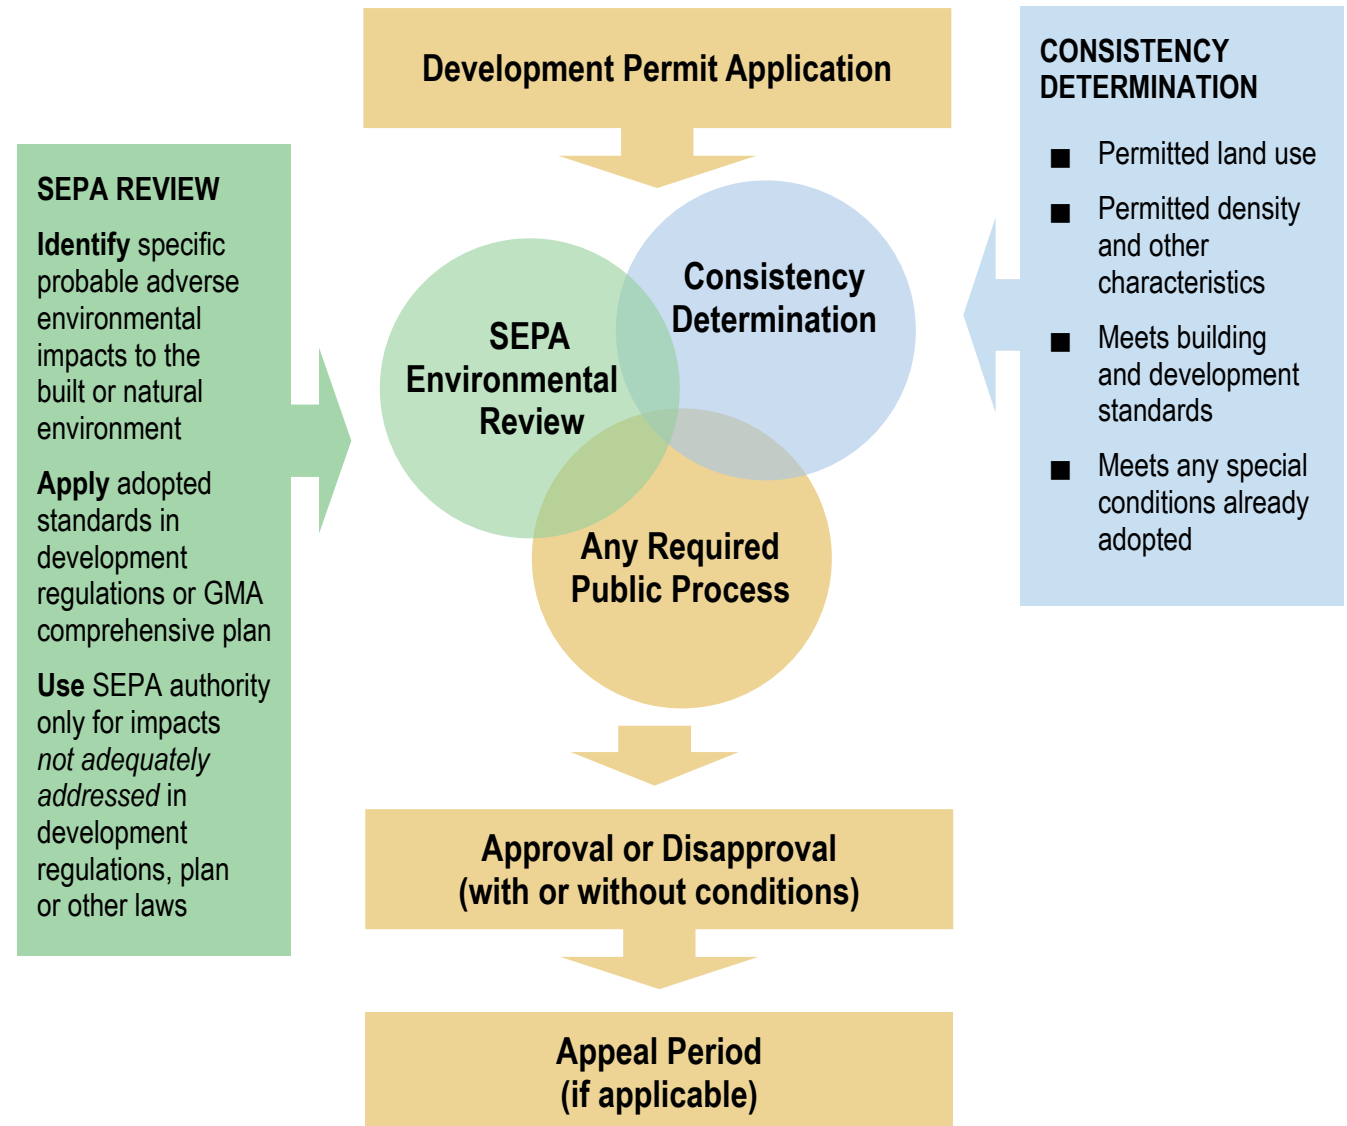 Development Permit Application
CONSISTENCY
DETERMINATION
■ Permitted land use
■ Permitted density
and other
characteristics
■ Meets building
and development
standards
■ Meets any special
conditions already
adopted
SEPA REVIEW
Identify specific
probable adverse
environmental
impacts to the
built or natural
environment
Apply adopted
standards in
development
regulations or GMA
comprehensive plan
Use SEPA authority
only for impacts
not adequately
addressed in
development
regulations, plan
or other laws
Consistency
Determination
SEPA
Environmental
Review
Any Required
Public Process
Approval or Disapproval
(with or without conditions)
Appeal Period
(if applicable)